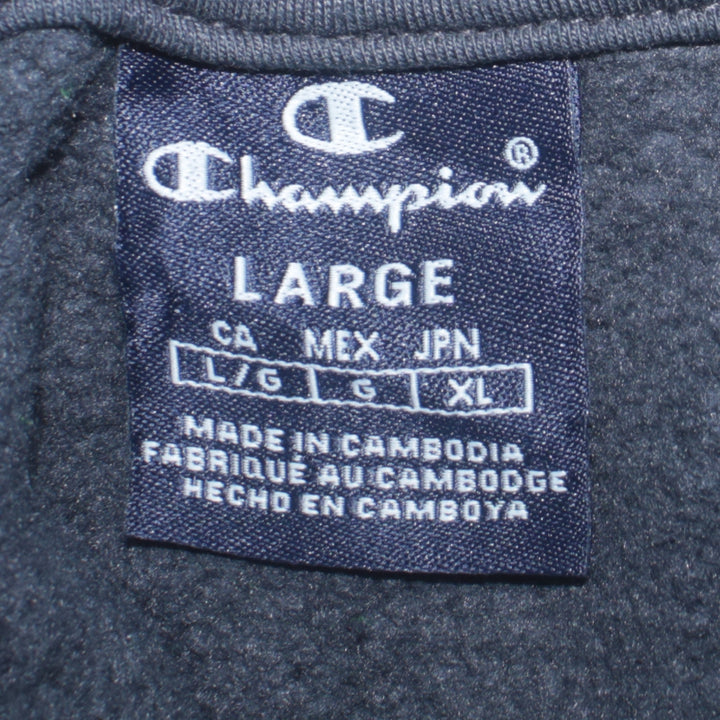 Champion®
LARGE
CA MEX JPN
L/G G XL
MADE IN CAMBODIA
FABRIQUÉ AU CAMBODGE
HECHO EN CAMBOYA